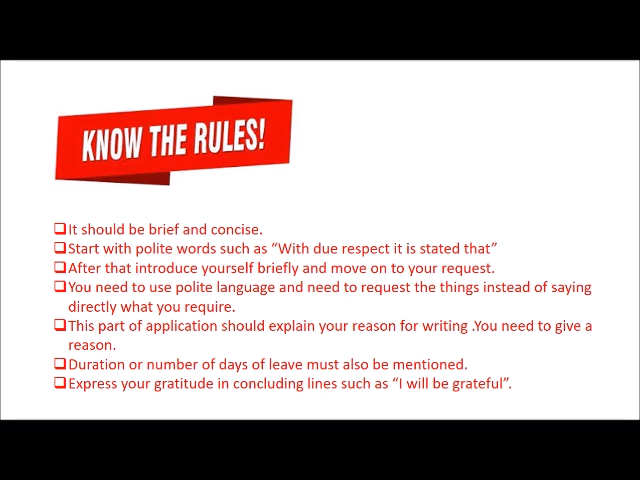 KNOW THE RULES!
It should be brief and concise.
Start with polite words such as “With due respect it is stated that”
After that introduce yourself briefly and move on to your request.
You need to use polite language and need to request the things instead of saying
directly what you require.
This part of application should explain your reason for writing .You need to give a
reason.
Duration or number of days of leave must also be mentioned.
Express your gratitude in concluding lines such as “I will be grateful”.